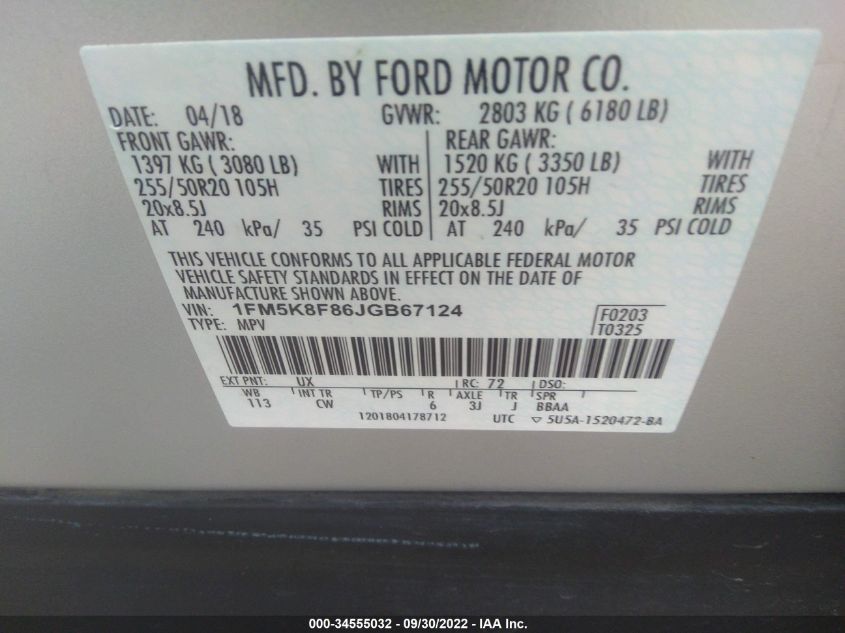 MFD. BY FORD MOTOR CO.
DATE: 04/18 GVWR: 2803 KG ( 6180 LB)
FRONT GAWR: REAR GAWR:
1397 KG ( 3080 LB) WITH 1520 KG ( 3350 LB) WITH
255/50R20 105H TIRES 255/50R20 105H TIRES
20x8.5J RIMS 20x8.5J RIMS
AT 240 kPa/ 35 PSI COLD AT 240 kPa/ 35 PSI COLD
THIS VEHICLE CONFORMS TO ALL APPLICABLE FEDERAL MOTOR
VEHICLE SAFETY STANDARDS IN EFFECT ON THE DATE OF
MANUFACTURE SHOWN ABOVE.
VIN: 1FM5K8F86JGB67124 F0203
TYPE: MPV T0325
EXT PNT: UX RC: 72 DSO:
WB INT TR TP/PS R AXLE TR SPR
113 CW 6 3J J BBAA
1201804178712 UTC ▽ 5U5A-1520472-BA
000-34555032 - 09/30/2022 - IAA Inc.